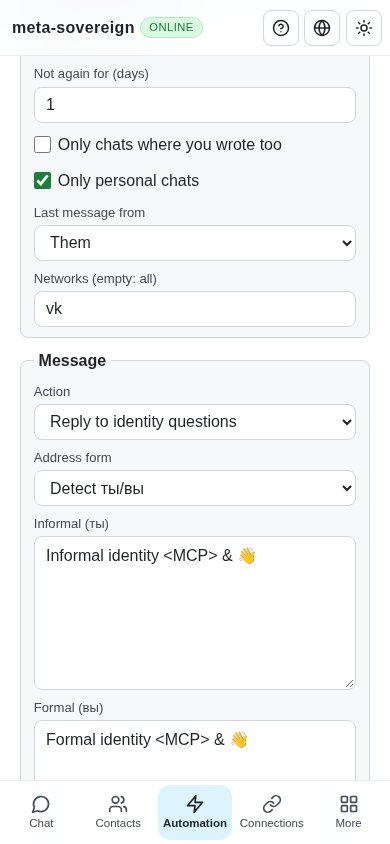 meta-sovereign ONLINE
Not again for (days)
1
Only chats where you wrote too
Only personal chats
Last message from
Them
Networks (empty: all)
vk
Message
Action
Reply to identity questions
Address form
Detect ты/вы
Informal (ты)
Informal identity <MCP> & 👋
Formal (вы)
Formal identity <MCP> & 👋
Chat Contacts Automation Connections More